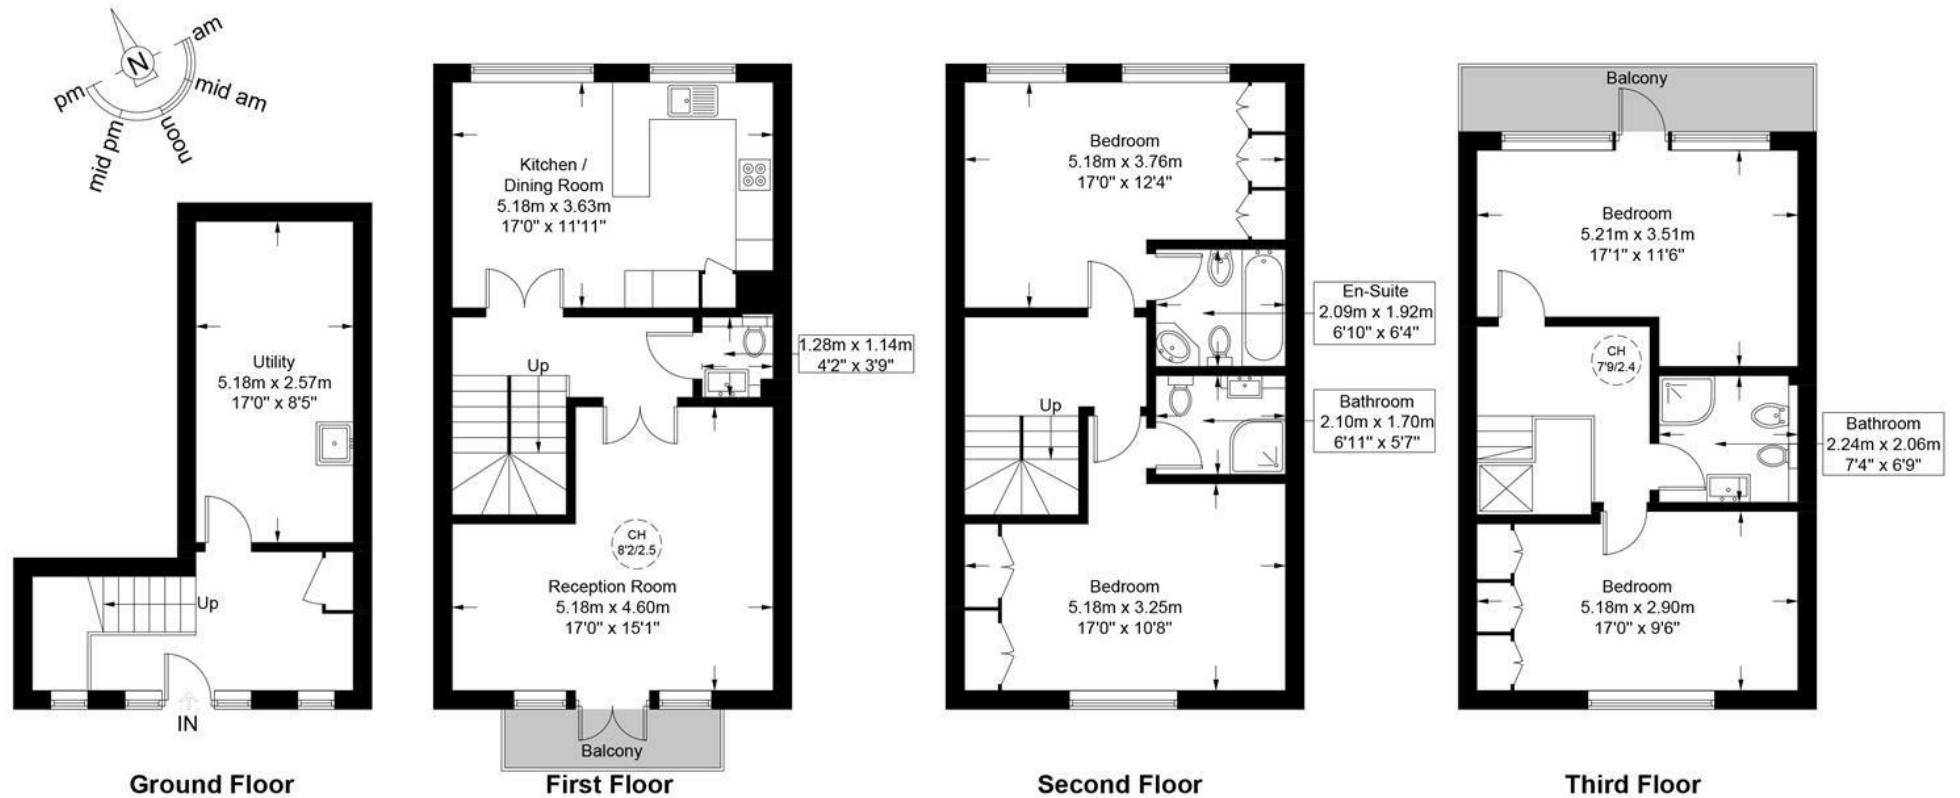 N
am
mid am
noon
mid pm
pm
Utility
5.18m x 2.57m
17'0" x 8'5"
Up
IN
Ground Floor
Kitchen /
Dining Room
5.18m x 3.63m
17'0" x 11'11"
Up
1.28m x 1.14m
4'2" x 3'9"
CH
8'2/2.5
Reception Room
5.18m x 4.60m
17'0" x 15'1"
Balcony
First Floor
Bedroom
5.18m x 3.76m
17'0" x 12'4"
En-Suite
2.09m x 1.92m
6'10" x 6'4"
Bathroom
2.10m x 1.70m
6'11" x 5'7"
Up
Bedroom
5.18m x 3.25m
17'0" x 10'8"
Second Floor
Balcony
Bedroom
5.21m x 3.51m
17'1" x 11'6"
CH
7'9/2.4
Bathroom
2.24m x 2.06m
7'4" x 6'9"
Bedroom
5.18m x 2.90m
17'0" x 9'6"
Third Floor